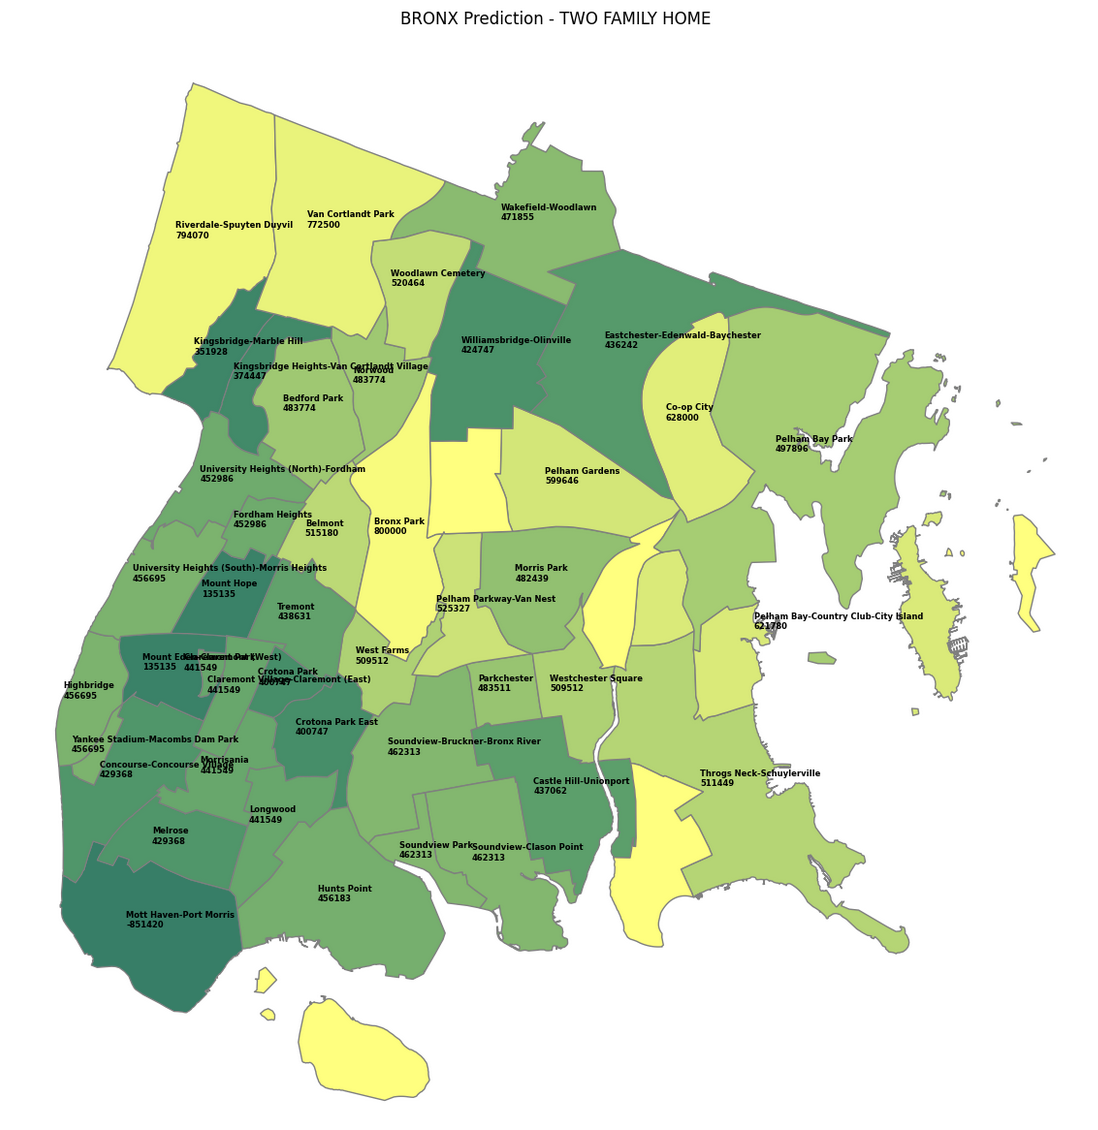 BRONX Prediction - TWO FAMILY HOME
Wakefield-Woodlawn
471855
Van Cortlandt Park
772500
Riverdale-Spuyten Duyvil
794070
Woodlawn Cemetery
520464
Kingsbridge-Marble Hill
351928
Williamsbridge-Olinville
424747
Eastchester-Edenwald-Baychester
436242
Kingsbridge Heights-Van Cortlandt Village
374447
Norwood
483774
Bedford Park
483774
Co-op City
628000
Pelham Bay Park
497896
University Heights (North)-Fordham
452986
Pelham Gardens
599646
Fordham Heights
452986
Belmont
515180
Bronx Park
800000
University Heights (South)-Morris Heights
456695
Morris Park
482439
Mount Hope
135135
Pelham Parkway-Van Nest
525327
Tremont
438631
Pelham Bay-Country Club-City Island
621780
West Farms
509512
Mount Eden-Claremont (West)
135135
Claremont Park
441549
Crotona Park
400747
Claremont Village-Claremont (East)
441549
Highbridge
456695
Parkchester
483511
Westchester Square
509512
Crotona Park East
400747
Yankee Stadium-Macombs Dam Park
456695
Soundview-Bruckner-Bronx River
462313
Concourse-Concourse Village
429368
Morrisania
441549
Throgs Neck-Schuylerville
511449
Castle Hill-Unionport
437062
Longwood
441549
Melrose
429368
Soundview Park
462313
Soundview-Clason Point
462313
Hunts Point
456183
Mott Haven-Port Morris
-851420